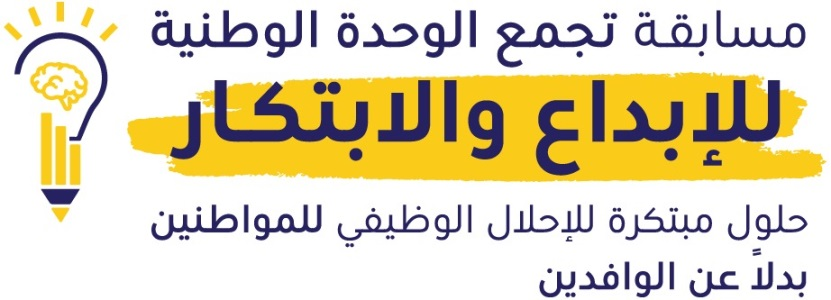 مسابقة تجمع الوحدة الوطنية
للإبداع والابتكار
حلول مبتكرة للإحلال الوظيفي للمواطنين
بدلاً عن الوافدين